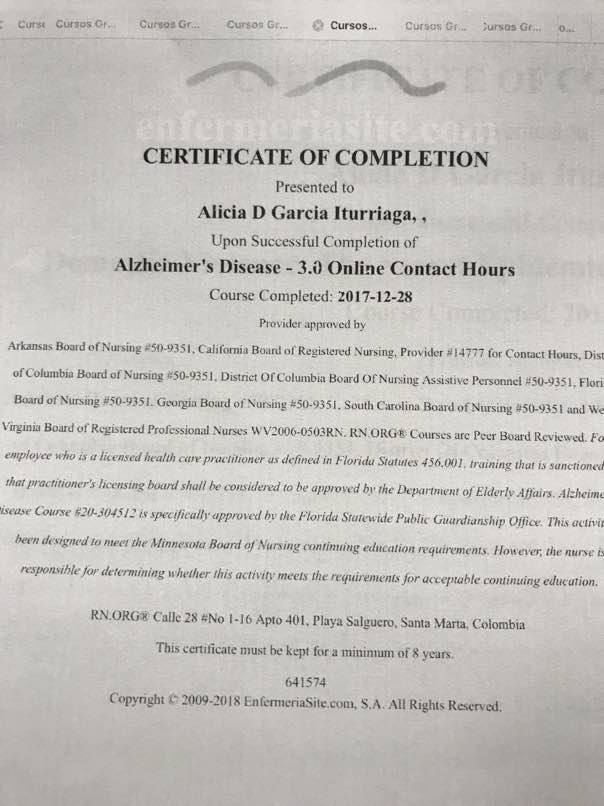 Curs Cursos Gr... Cursos Gr... Cursos Gr... Cursos... Cursos Gr... Cursos Gr... o...
enfermeriasite.com
CERTIFICATE OF COMPLETION
Presented to
Alicia D Garcia Iturriaga, ,
Upon Successful Completion of
Alzheimer's Disease - 3.0 Online Contact Hours
Course Completed: 2017-12-28
Provider approved by
Arkansas Board of Nursing #50-9351, California Board of Registered Nursing, Provider #14777 for Contact Hours, Dist
of Columbia Board of Nursing #50-9351, District Of Columbia Board Of Nursing Assistive Personnel #50-9351, Flori
Board of Nursing #50-9351. Georgia Board of Nursing #50-9351, South Carolina Board of Nursing #50-9351 and We
Virginia Board of Registered Professional Nurses WV2006-0503RN. RN.ORG® Courses are Peer Board Reviewed. Fo
employee who is a licensed health care practitioner as defined in Florida Statutes 456.001, training that is sanctioned
that practitioner's licensing board shall be considered to be approved by the Department of Elderly Affairs. Alzheime
isease Course #20-304512 is specifically approved by the Florida Statewide Public Guardianship Office. This activit
been designed to meet the Minnesota Board of Nursing continuing education requirements. However, the nurse is
responsible for determining whether this activity meets the requirements for acceptable continuing education.
RN.ORG® Calle 28 #No 1-16 Apto 401, Playa Salguero, Santa Marta, Colombia
This certificate must be kept for a minimum of 8 years.
641574
Copyright © 2009-2018 EnfermeriaSite.com, S.A. All Rights Reserved.